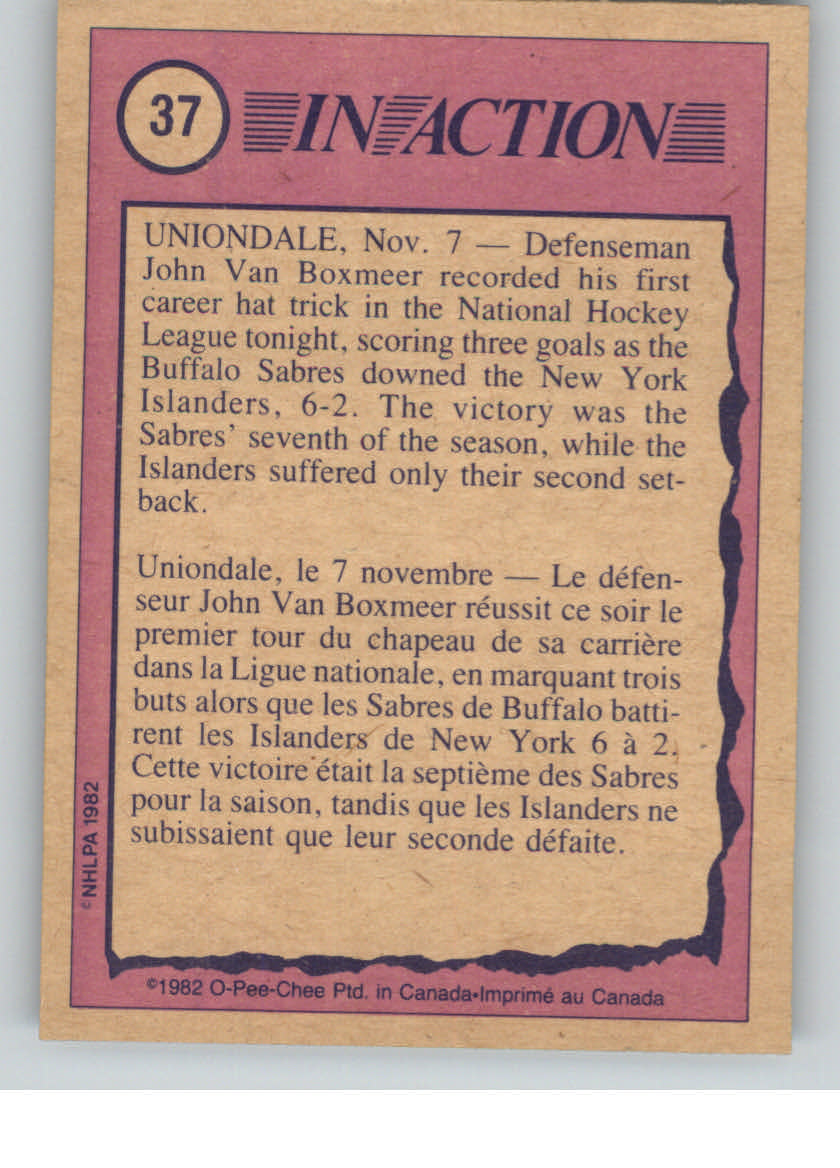 37 IN ACTION
UNIONDALE, Nov. 7 — Defenseman
John Van Boxmeer recorded his first
career hat trick in the National Hockey
League tonight, scoring three goals as the
Buffalo Sabres downed the New York
Islanders, 6-2. The victory was the
Sabres' seventh of the season, while the
Islanders suffered only their second set-
back.
Uniondale, le 7 novembre — Le défen-
seur John Van Boxmeer réussit ce soir le
premier tour du chapeau de sa carrière
dans la Ligue nationale, en marquant trois
buts alors que les Sabres de Buffalo batti-
rent les Islanders de New York 6 à 2.
Cette victoire était la septième des Sabres
pour la saison, tandis que les Islanders ne
subissaient que leur seconde défaite.
©NHLPA 1982
©1982 O-Pee-Chee Ptd. in Canada•Imprimé au Canada